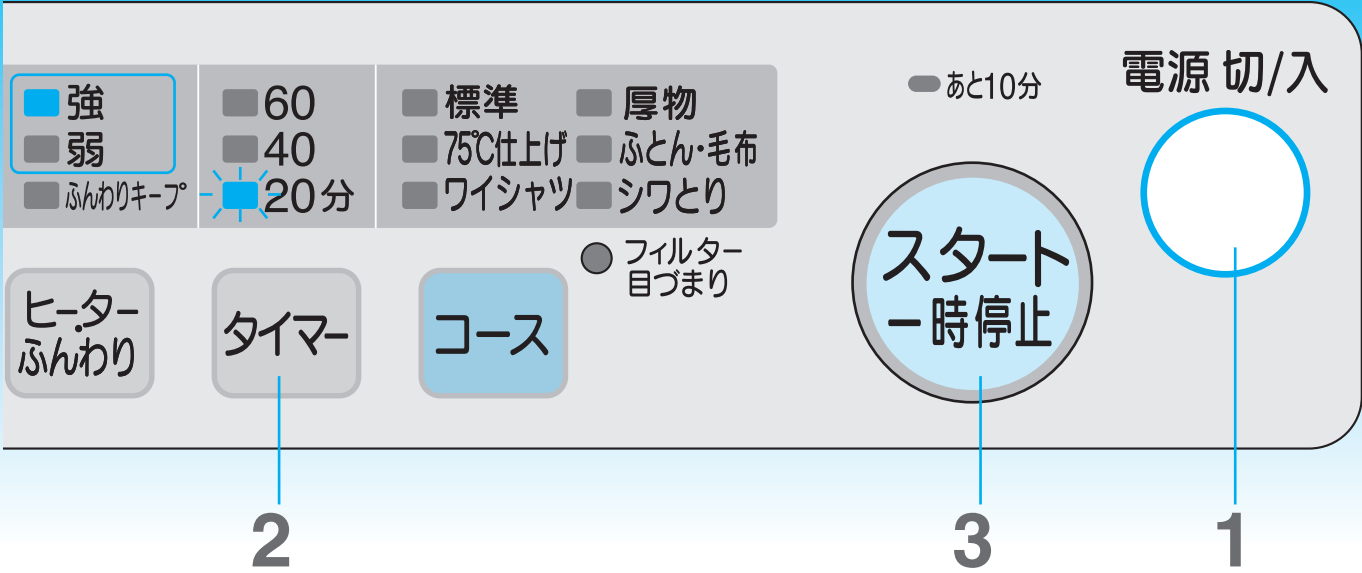 強
弱
ふんわりキープ
60
40
20分
標準
75℃仕上げ
ワイシャツ
厚物
ふとん・毛布
シワとり
フィルター
目づまり
あと10分
電源 切/入
ヒーター
ふんわり
タイマー
コース
スタート
一時停止
2
3
1